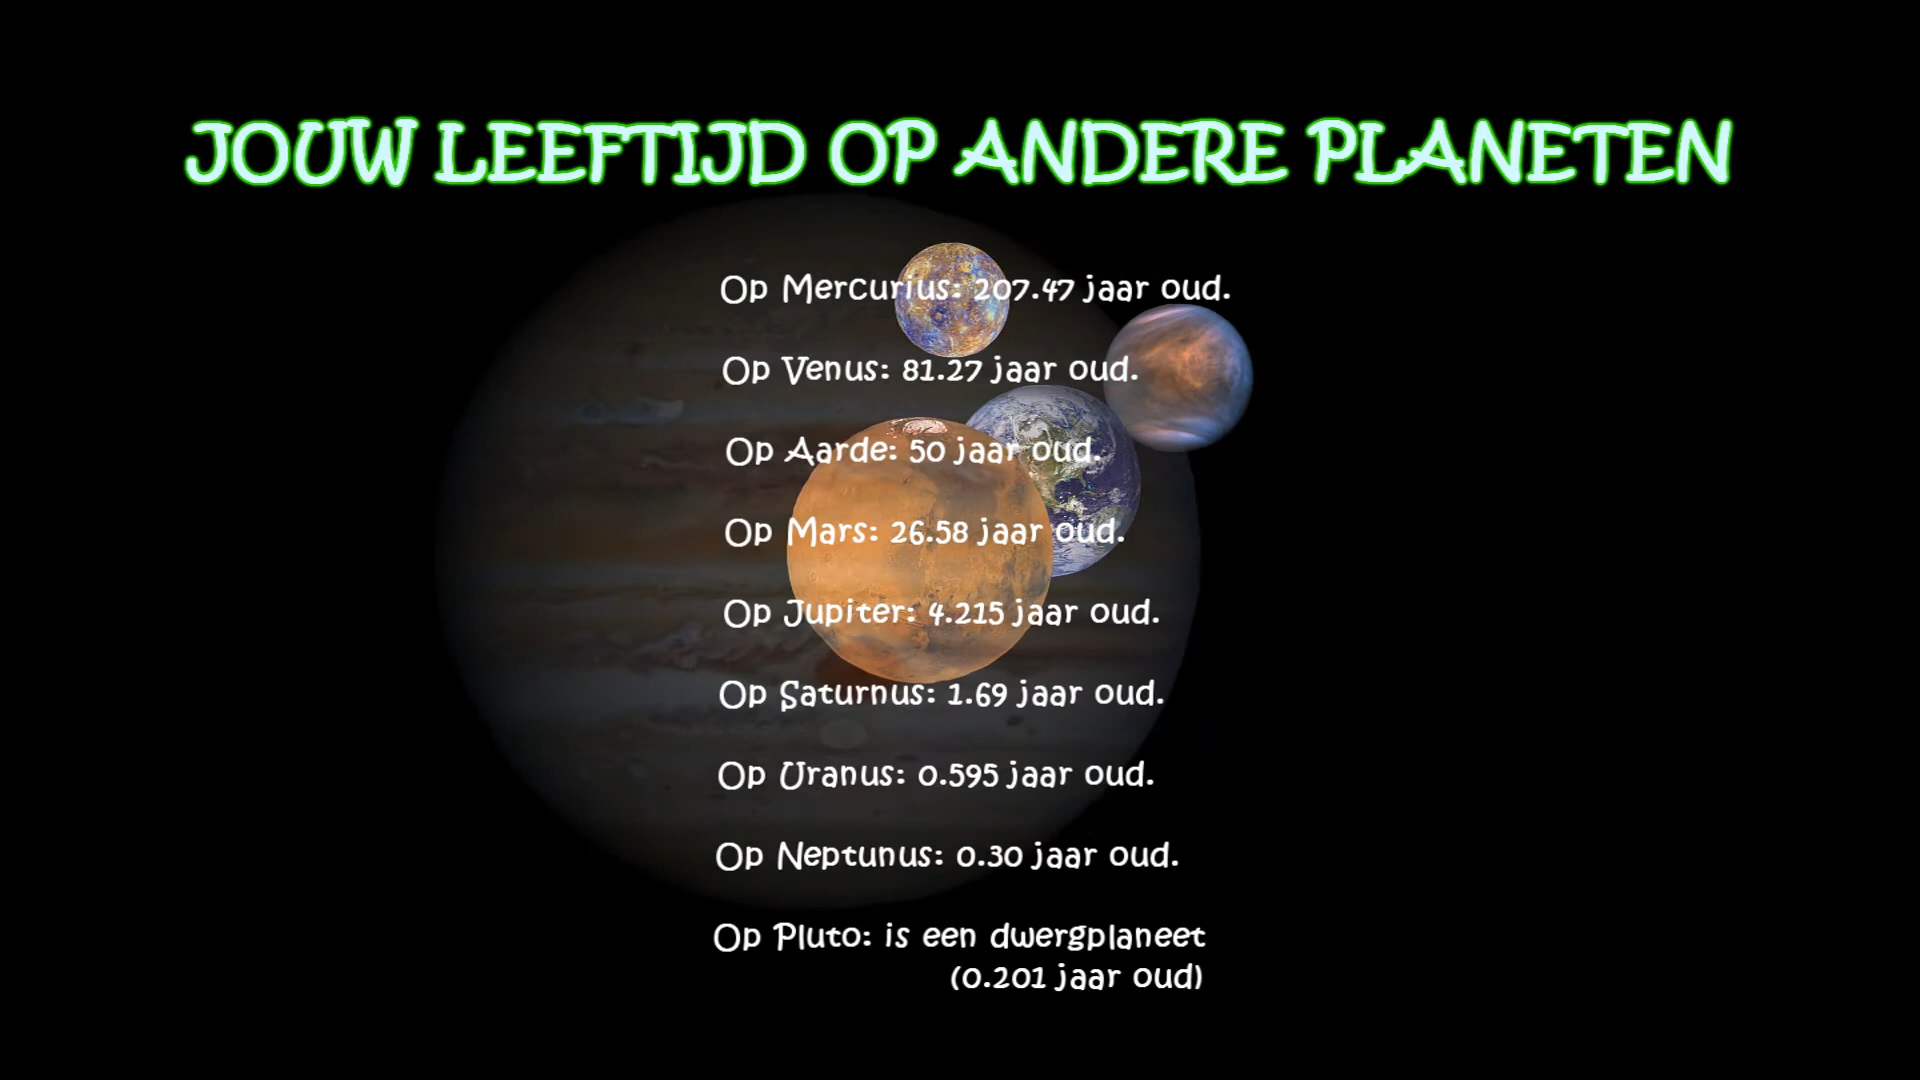 JOUW LEEFTIJD OP ANDERE PLANETEN
Op Mercurius: 207.47 jaar oud.
Op Venus: 81.27 jaar oud.
Op Aarde: 50 jaar oud.
Op Mars: 26.58 jaar oud.
Op Jupiter: 4.215 jaar oud.
Op Saturnus: 1.69 jaar oud.
Op Uranus: 0.595 jaar oud.
Op Neptunus: 0.30 jaar oud.
Op Pluto: is een dwergplaneet
(0.201 jaar oud)